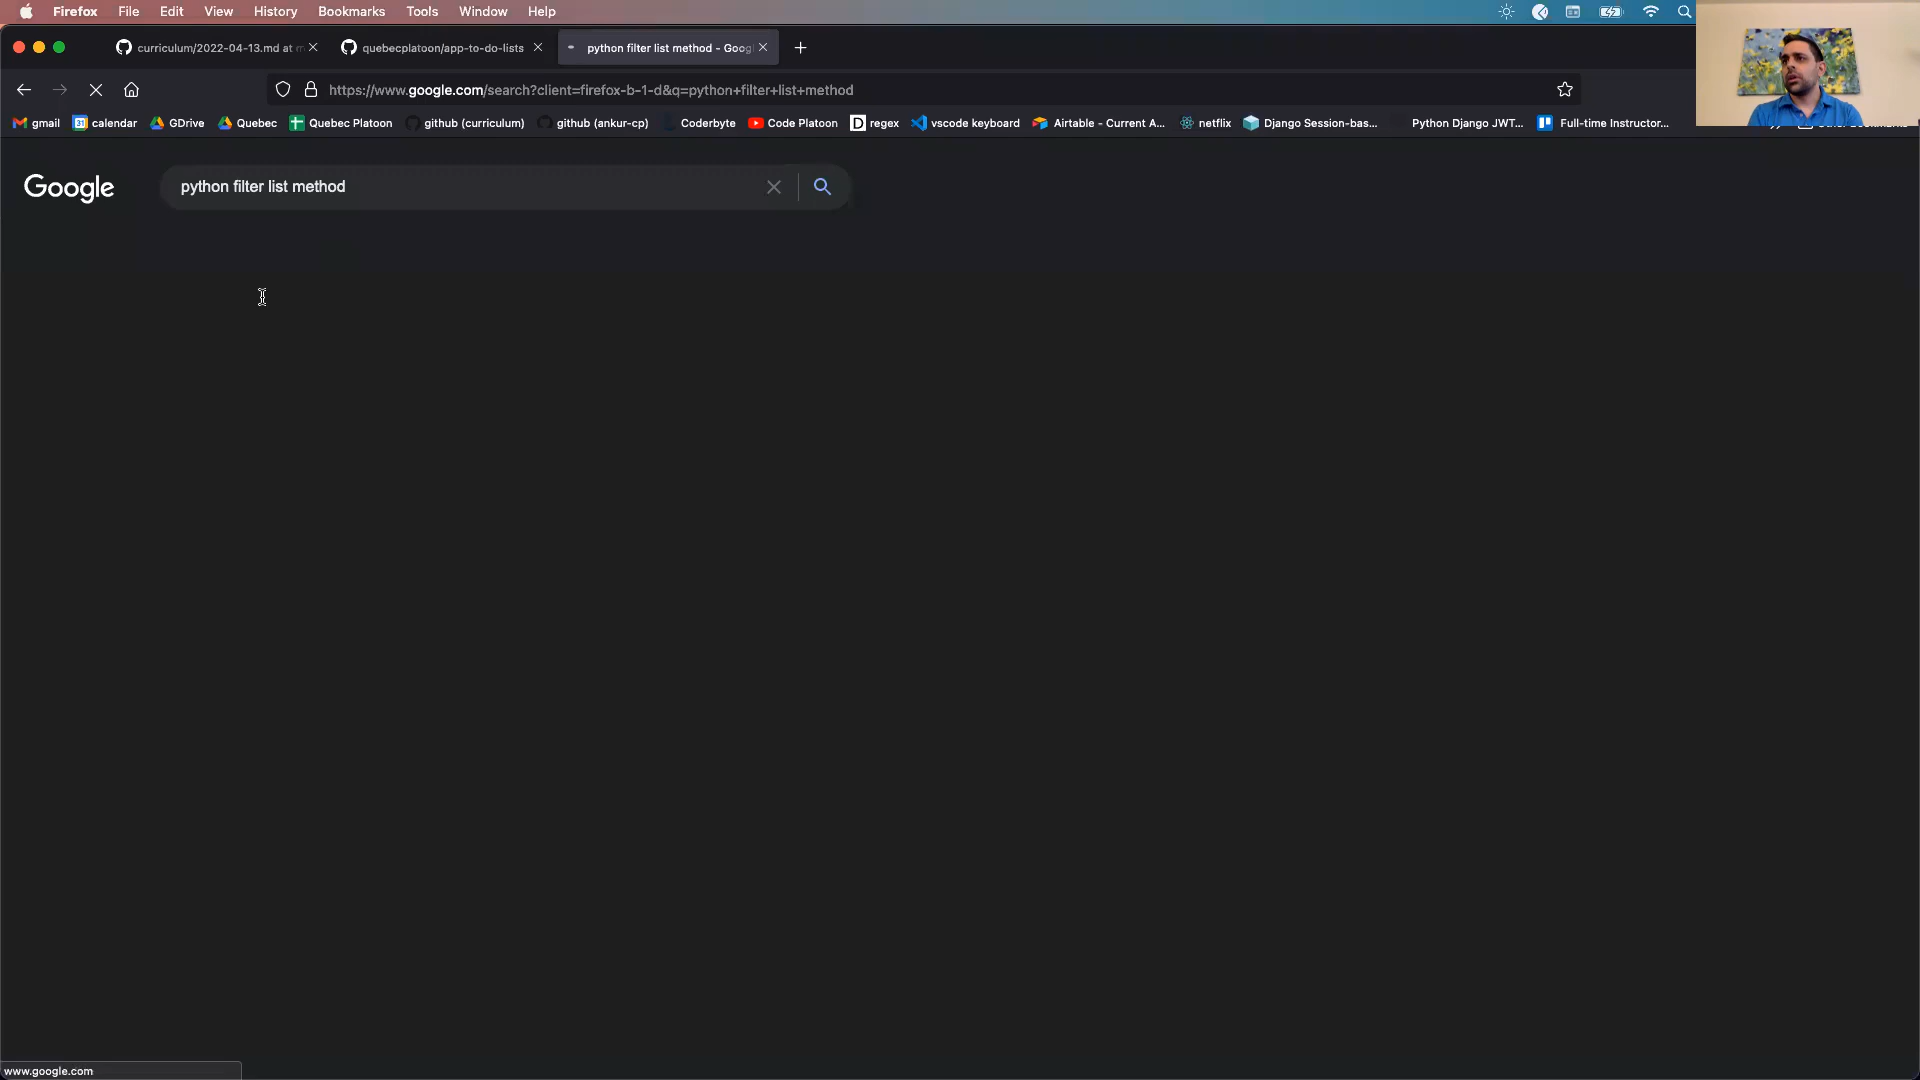 Firefox File Edit View History Bookmarks Tools Window Help
curriculum/2022-04-13.md at m
quebecplatoon/app-to-do-lists
python filter list method - Goog
https://www.google.com/search?client=firefox-b-1-d&q=python+filter+list+method
gmail calendar GDrive Quebec Quebec Platoon github (curriculum) github (ankur-cp) Coderbyte Code Platoon D regex vscode keyboard Airtable - Current A... netflix Django Session-bas... Python Django JWT... Full-time Instructor...
Google
python filter list method
www.google.com